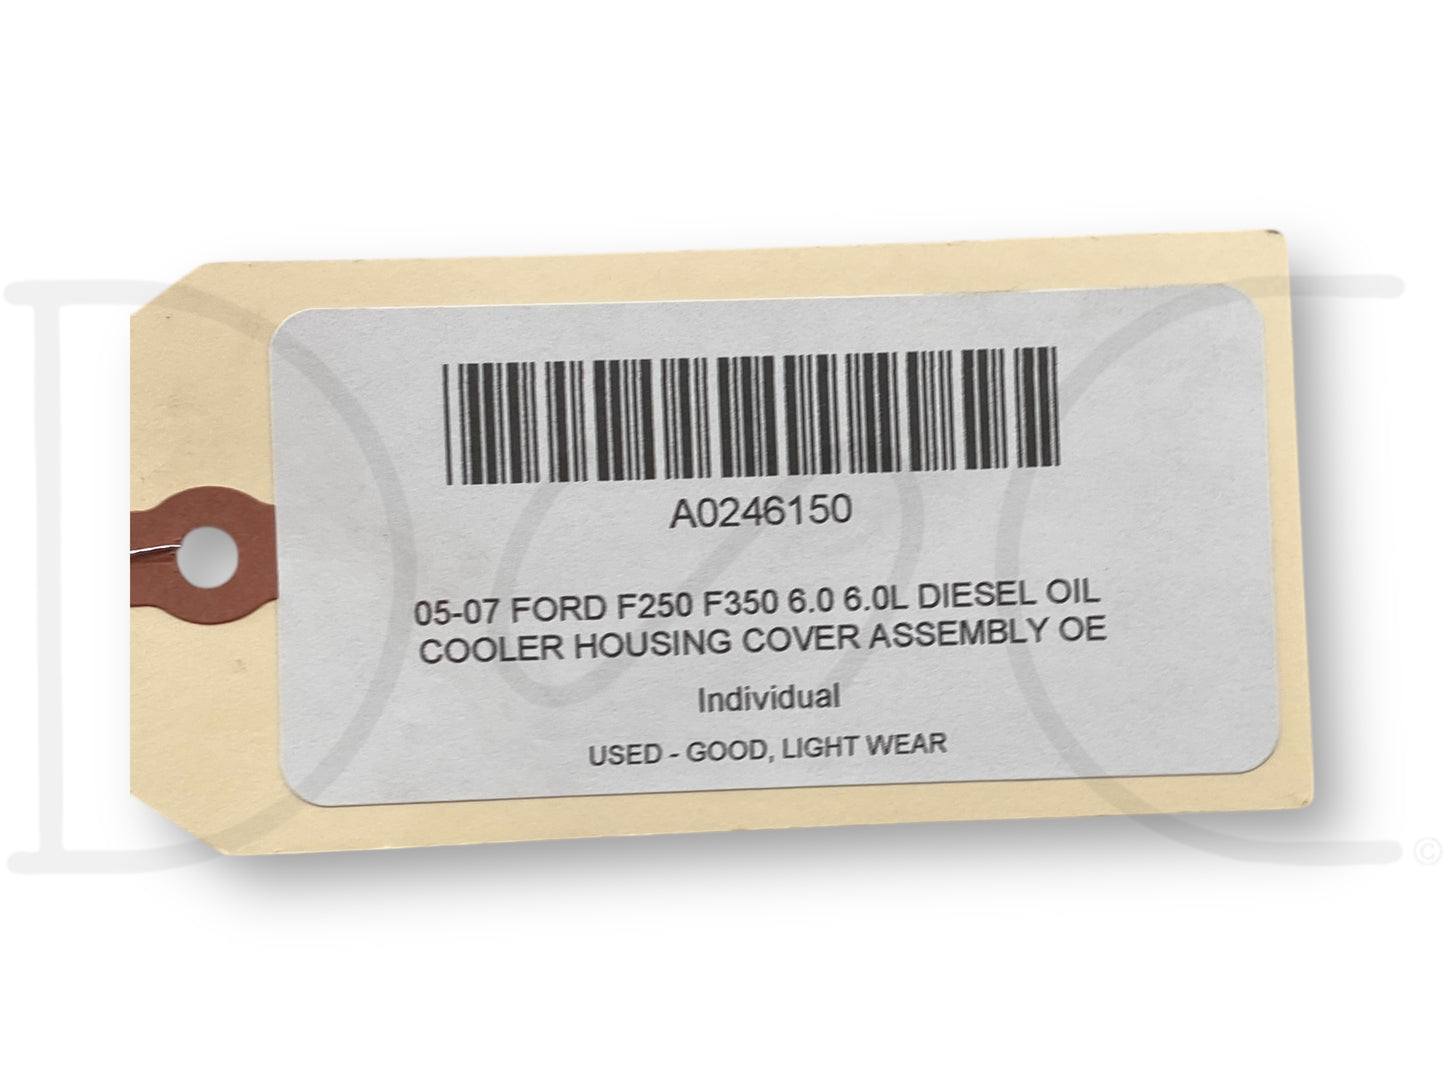 A0246150
05-07 FORD F250 F350 6.0 6.0L DIESEL OIL
COOLER HOUSING COVER ASSEMBLY OE
Individual
USED - GOOD, LIGHT WEAR
D&C
©